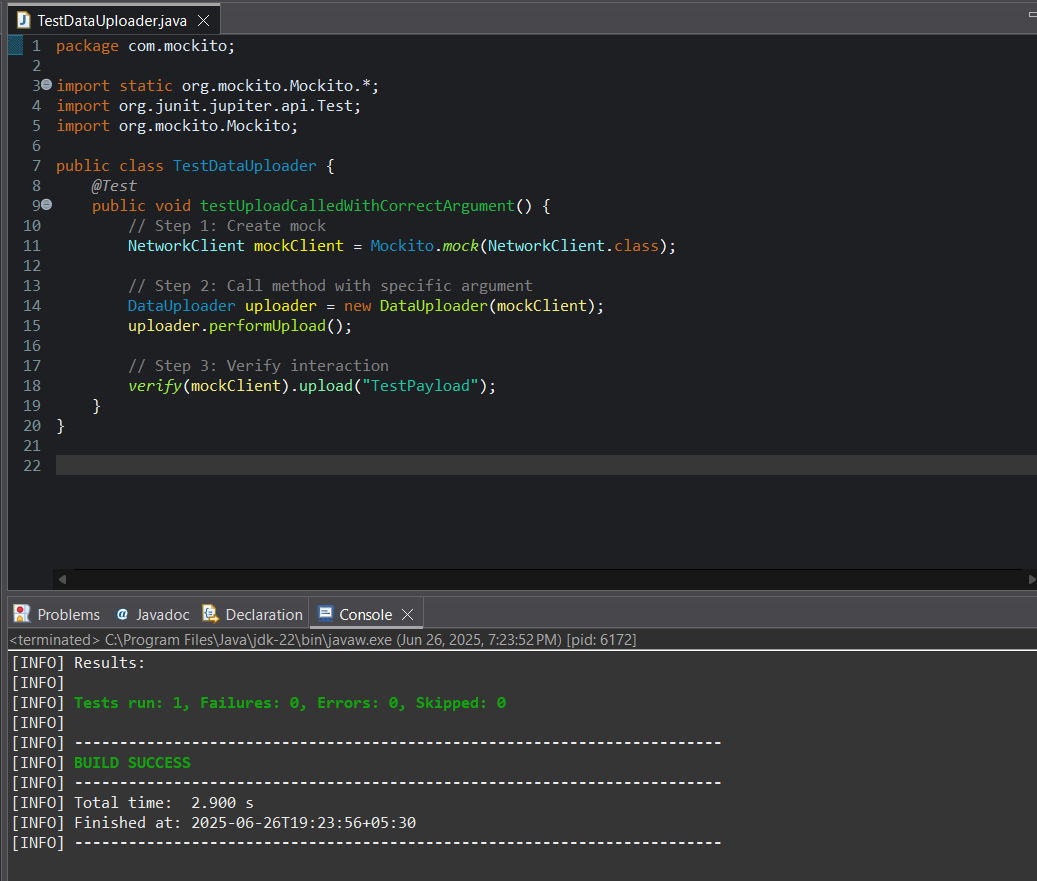 TestDataUploader.java
1 package com.mockito;
2
3 import static org.mockito.Mockito.*;
4 import org.junit.jupiter.api.Test;
5 import org.mockito.Mockito;
6
7 public class TestDataUploader {
8     @Test
9     public void testUploadCalledWithCorrectArgument() {
10         // Step 1: Create mock
11         NetworkClient mockClient = Mockito.mock(NetworkClient.class);
12
13         // Step 2: Call method with specific argument
14         DataUploader uploader = new DataUploader(mockClient);
15         uploader.performUpload();
16
17         // Step 3: Verify interaction
18         verify(mockClient).upload("TestPayload");
19     }
20 }
21
22
Problems @ Javadoc Declaration Console
<terminated> C:\Program Files\Java\jdk-22\bin\javaw.exe (Jun 26, 2025, 7:23:52 PM) [pid: 6172]
[INFO] Results:
[INFO]
[INFO] Tests run: 1, Failures: 0, Errors: 0, Skipped: 0
[INFO]
[INFO] ------------------------------------------------------------------------
[INFO] BUILD SUCCESS
[INFO] ------------------------------------------------------------------------
[INFO] Total time:  2.900 s
[INFO] Finished at: 2025-06-26T19:23:56+05:30
[INFO] ------------------------------------------------------------------------